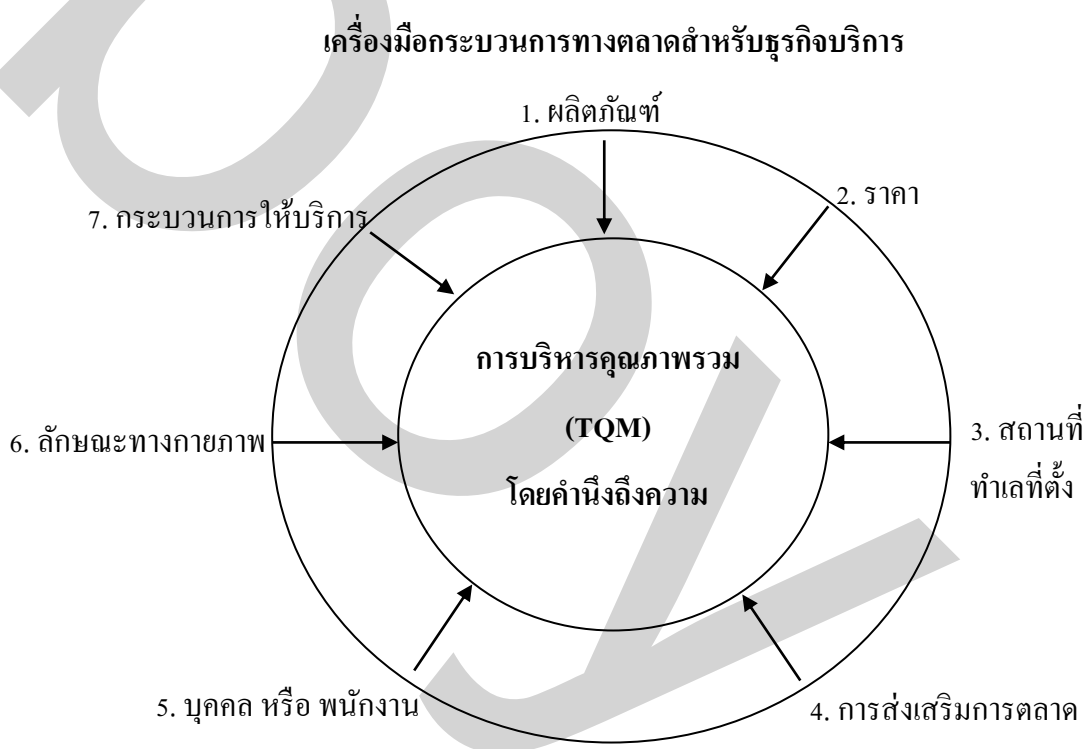 เครื่องมือกระบวนการทางตลาดสำหรับธุรกิจบริการ
1. ผลิตภัณฑ์
2. ราคา
7. กระบวนการให้บริการ
การบริหารคุณภาพรวม
(TQM)
โดยคำนึงถึงความ
6. ลักษณะทางกายภาพ
3. สถานที่
ทำเลที่ตั้ง
5. บุคคล หรือ พนักงาน
4. การส่งเสริมการตลาด